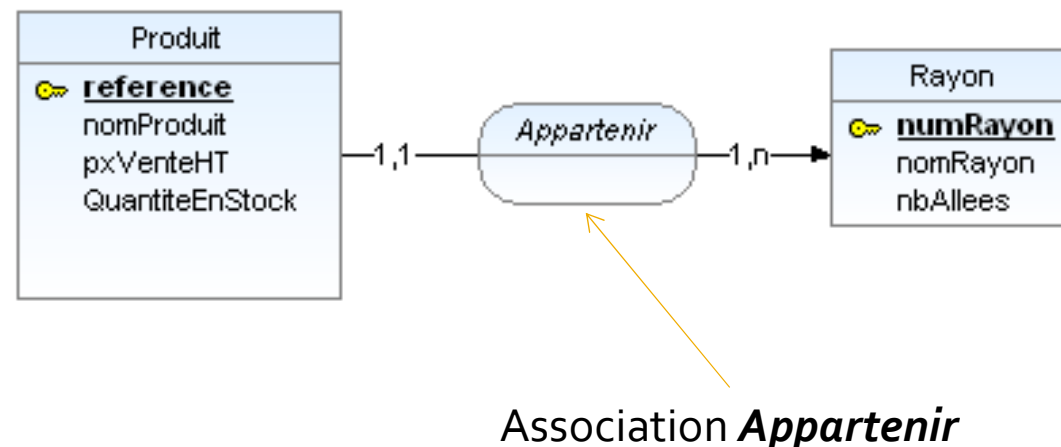 Produit
reference
nomProduit
pxVenteHT
QuantiteEnStock
1,1
Appartenir
1,n
Rayon
numRayon
nomRayon
nbAllees
Association Appartenir